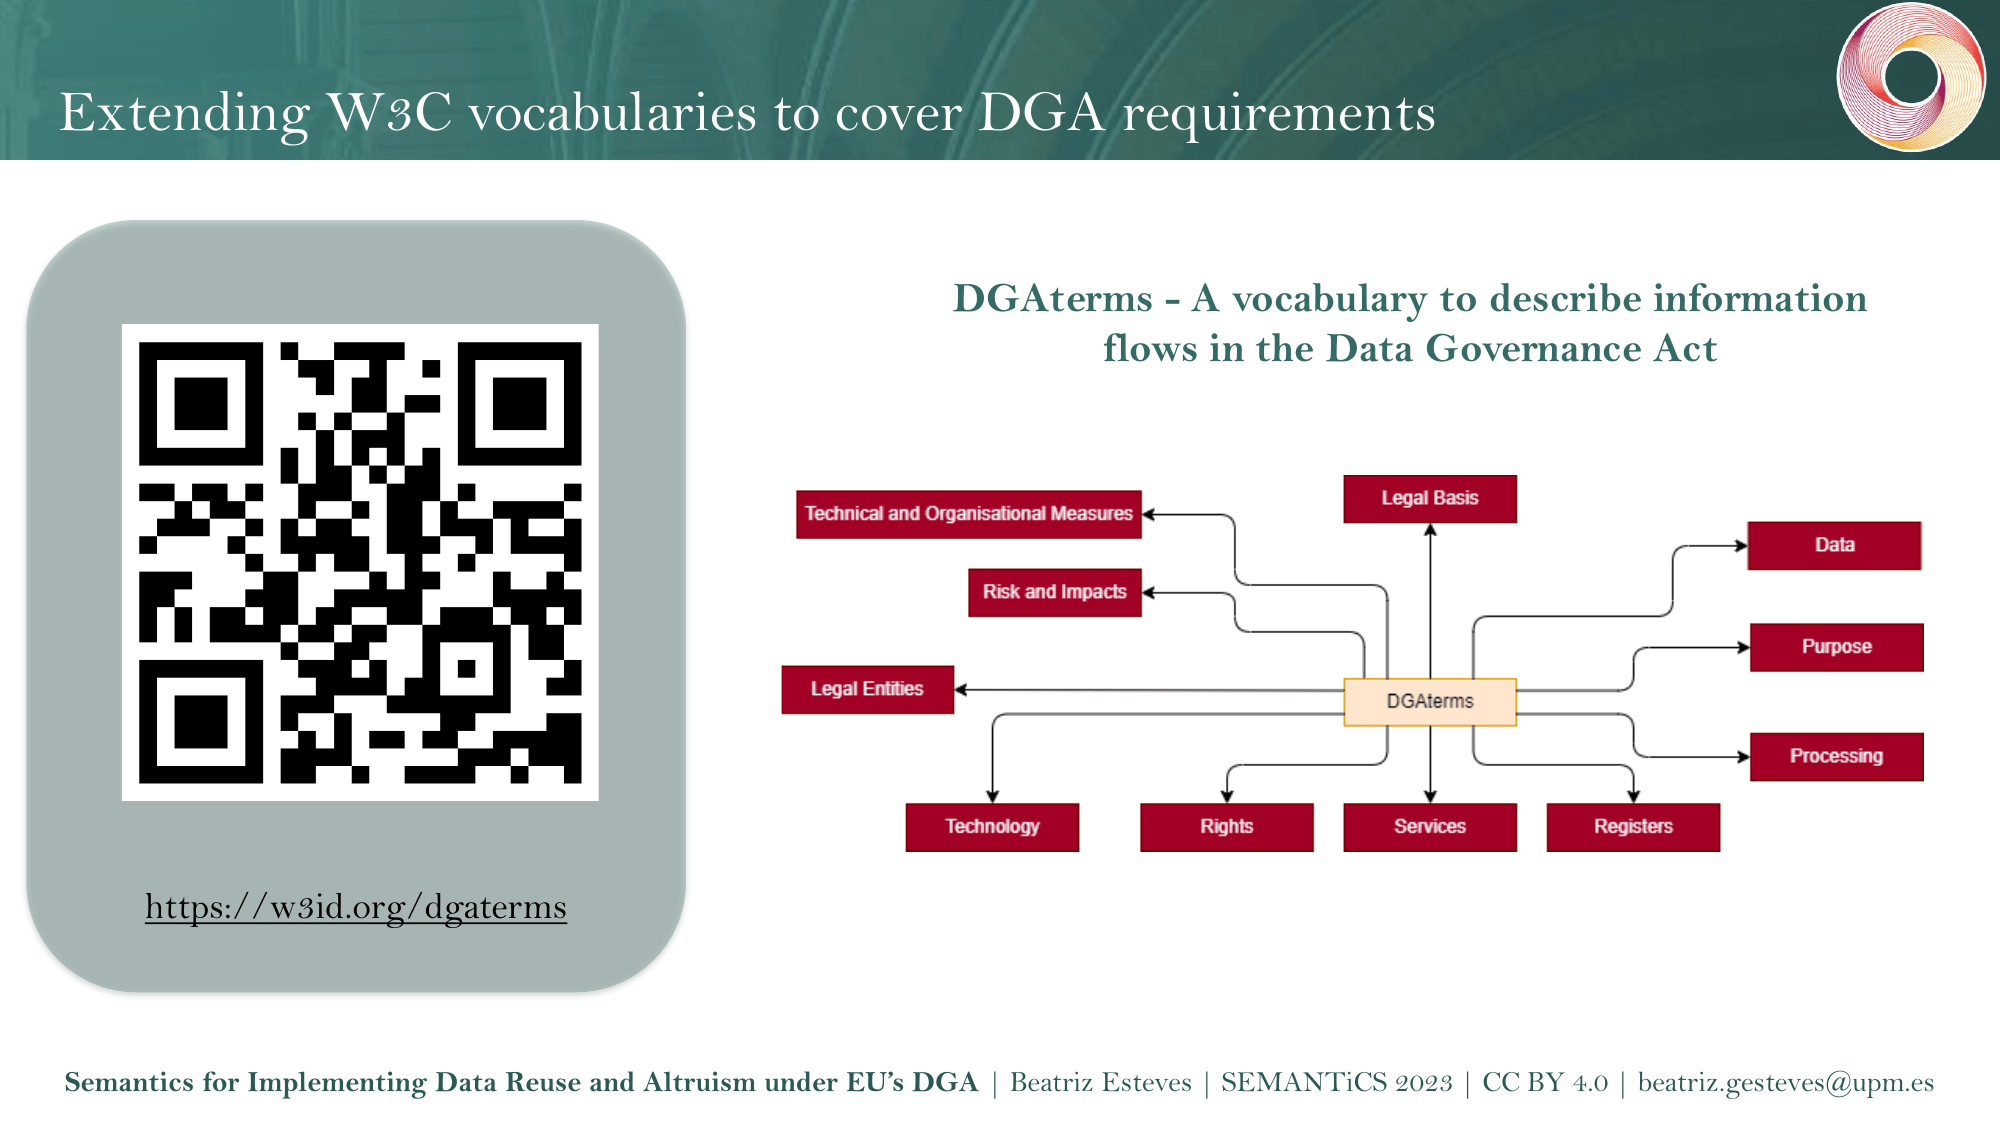 Extending W3C vocabularies to cover DGA requirements
https://w3id.org/dgaterms
DGAterms - A vocabulary to describe information
flows in the Data Governance Act
Legal Basis
Technical and Organisational Measures
Data
Risk and Impacts
Purpose
Legal Entities
DGAterms
Processing
Technology
Rights
Services
Registers
Semantics for Implementing Data Reuse and Altruism under EU’s DGA | Beatriz Esteves | SEMANTiCS 2023 | CC BY 4.0 | beatriz.gesteves@upm.es